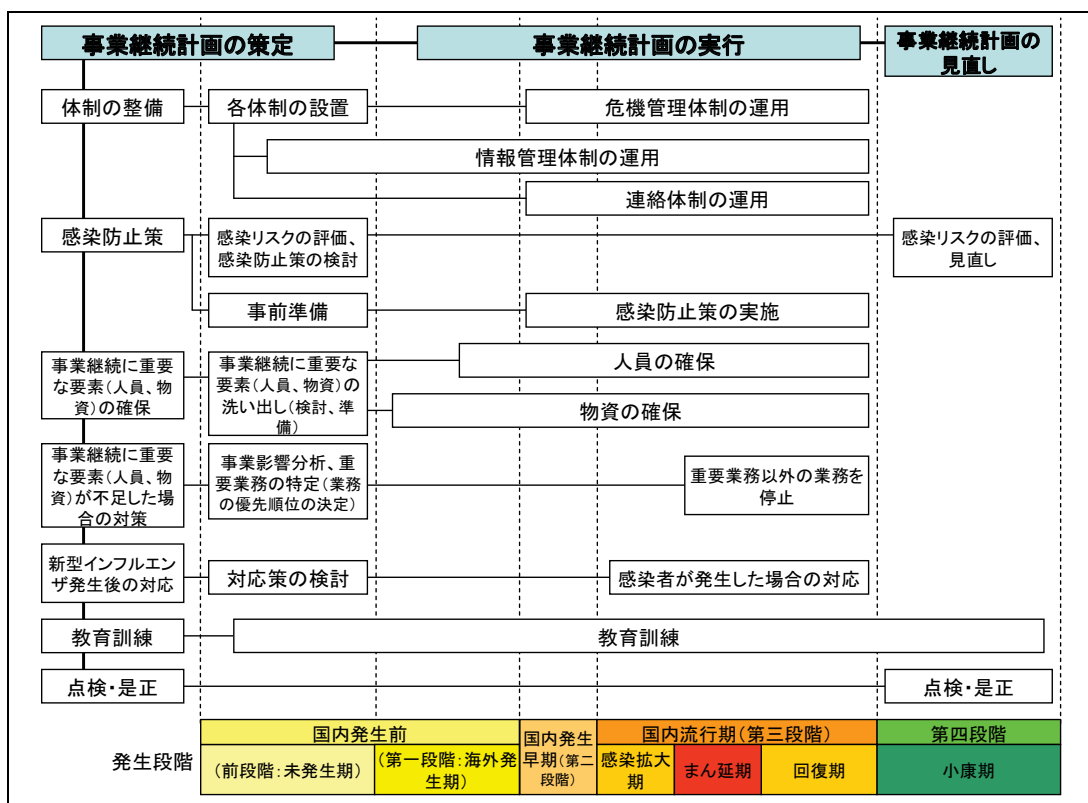 事業継続計画の策定
事業継続計画の実行
事業継続計画の
見直し
体制の整備
各体制の設置
危機管理体制の運用
情報管理体制の運用
連絡体制の運用
感染防止策
感染リスクの評価、
感染防止策の検討
感染リスクの評価、
見直し
事前準備
感染防止策の実施
事業継続に重要
な要素(人員、物
資)の確保
事業継続に重要な
要素(人員、物資)の
洗い出し(検討、準
備)
人員の確保
物資の確保
事業継続に重要
な要素(人員、物
資)が不足した場
合の対策
事業影響分析、重
要業務の特定(業務
の優先順位の決定)
重要業務以外の業務を
停止
新型インフルエン
ザ発生後の対応
対応策の検討
感染者が発生した場合の対応
教育訓練
教育訓練
点検・是正
点検・是正
発生段階
国内発生前
(前段階:未発生期)
(第一段階:海外発
生期)
国内発生
早期(第二
段階)
国内流行期(第三段階)
感染拡大
期
まん延期
回復期
第四段階
小康期